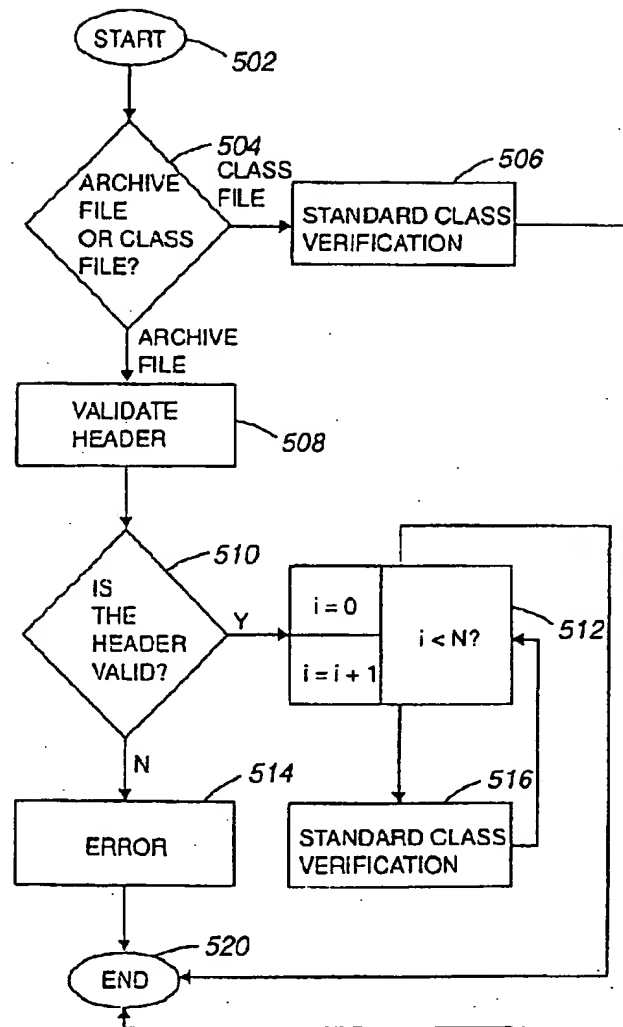 START
502
504
ARCHIVE
FILE
OR CLASS
FILE?
CLASS
FILE
506
STANDARD CLASS
VERIFICATION
ARCHIVE
FILE
VALIDATE
HEADER
508
510
IS
THE
HEADER
VALID?
Y
i = 0
i = i + 1
i < N?
512
N
514
ERROR
516
STANDARD CLASS
VERIFICATION
520
END